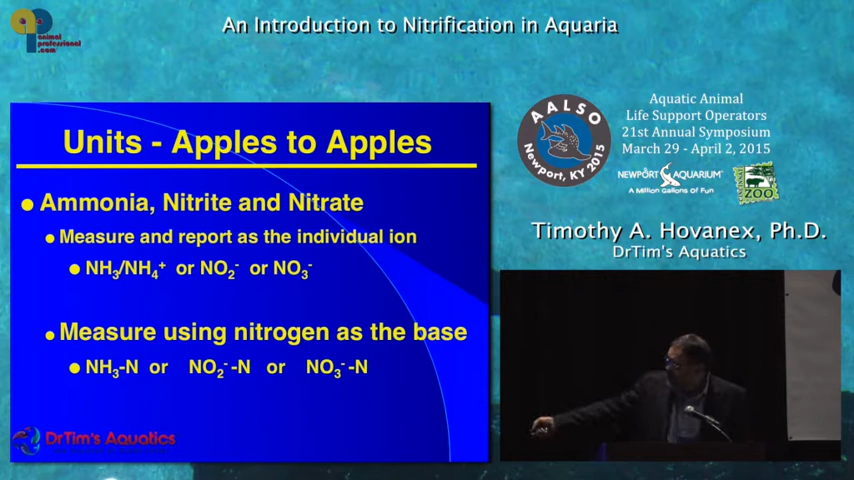 An Introduction to Nitrification in Aquaria
animal
professional
.com
Units - Apples to Apples
Ammonia, Nitrite and Nitrate
Measure and report as the individual ion
NH₃/NH₄⁺ or NO₂⁻ or NO₃⁻
Measure using nitrogen as the base
NH₃-N or NO₂⁻-N or NO₃⁻-N
DrTim's Aquatics
AALSO
Newport, KY 2015
Aquatic Animal
Life Support Operators
21st Annual Symposium
March 29 - April 2, 2015
NEWPORT AQUARIUM
A Million Gallons of Fun
ZOO
Timothy A. Hovanex, Ph.D.
DrTim's Aquatics